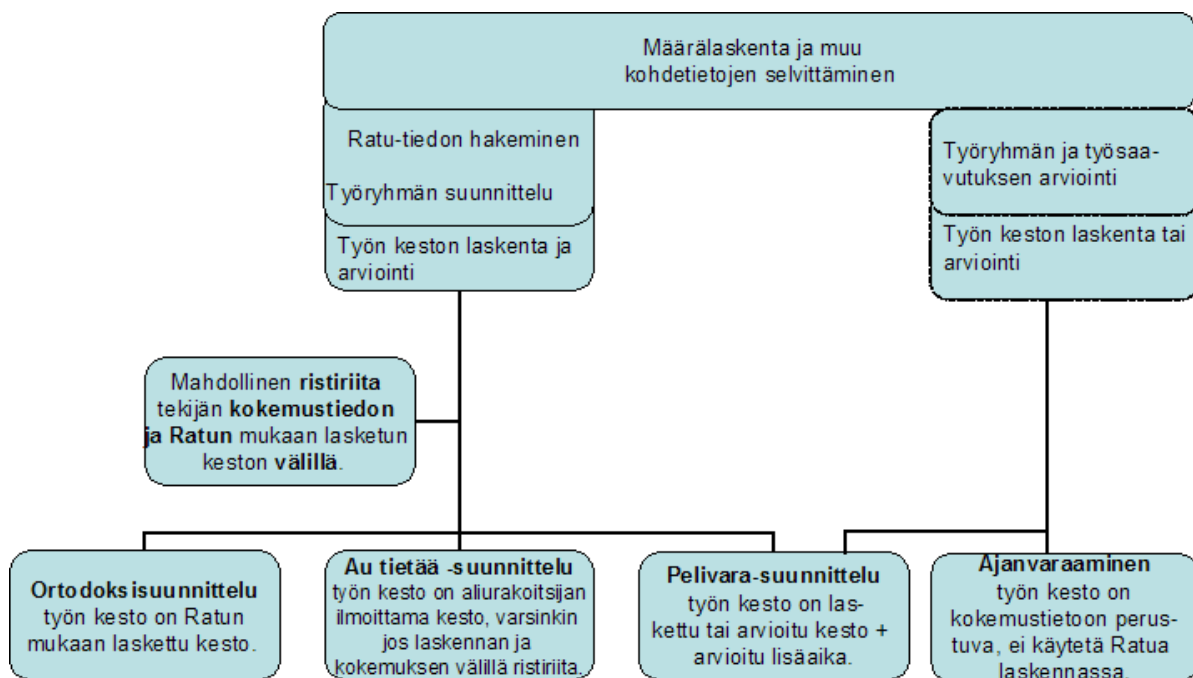 Määrälaskenta ja muu
kohdetietojen selvittäminen
Ratu-tiedon hakeminen
Työryhmän suunnittelu
Työn keston laskenta ja
arviointi
Työryhmän ja työsaa-
vutuksen arviointi
Työn keston laskenta tai
arviointi
Mahdollinen ristiriita
tekijän kokemustiedon
ja Ratun mukaan lasketun
keston välillä.
Ortodoksisuunnittelu
työn kesto on Ratun
mukaan laskettu kesto.
Au tietää -suunnittelu
työn kesto on aliurakoitsijan
ilmoittama kesto, varsinkin
jos laskennan ja
kokemuksen välillä ristiriita.
Pelivara-suunnittelu
työn kesto on las-
kettu tai arvioitu kesto +
arvioitu lisäaika.
Ajanvaraaminen
työn kesto on
kokemustietoon perus-
tuva, ei käytetä Ratua
laskennassa.